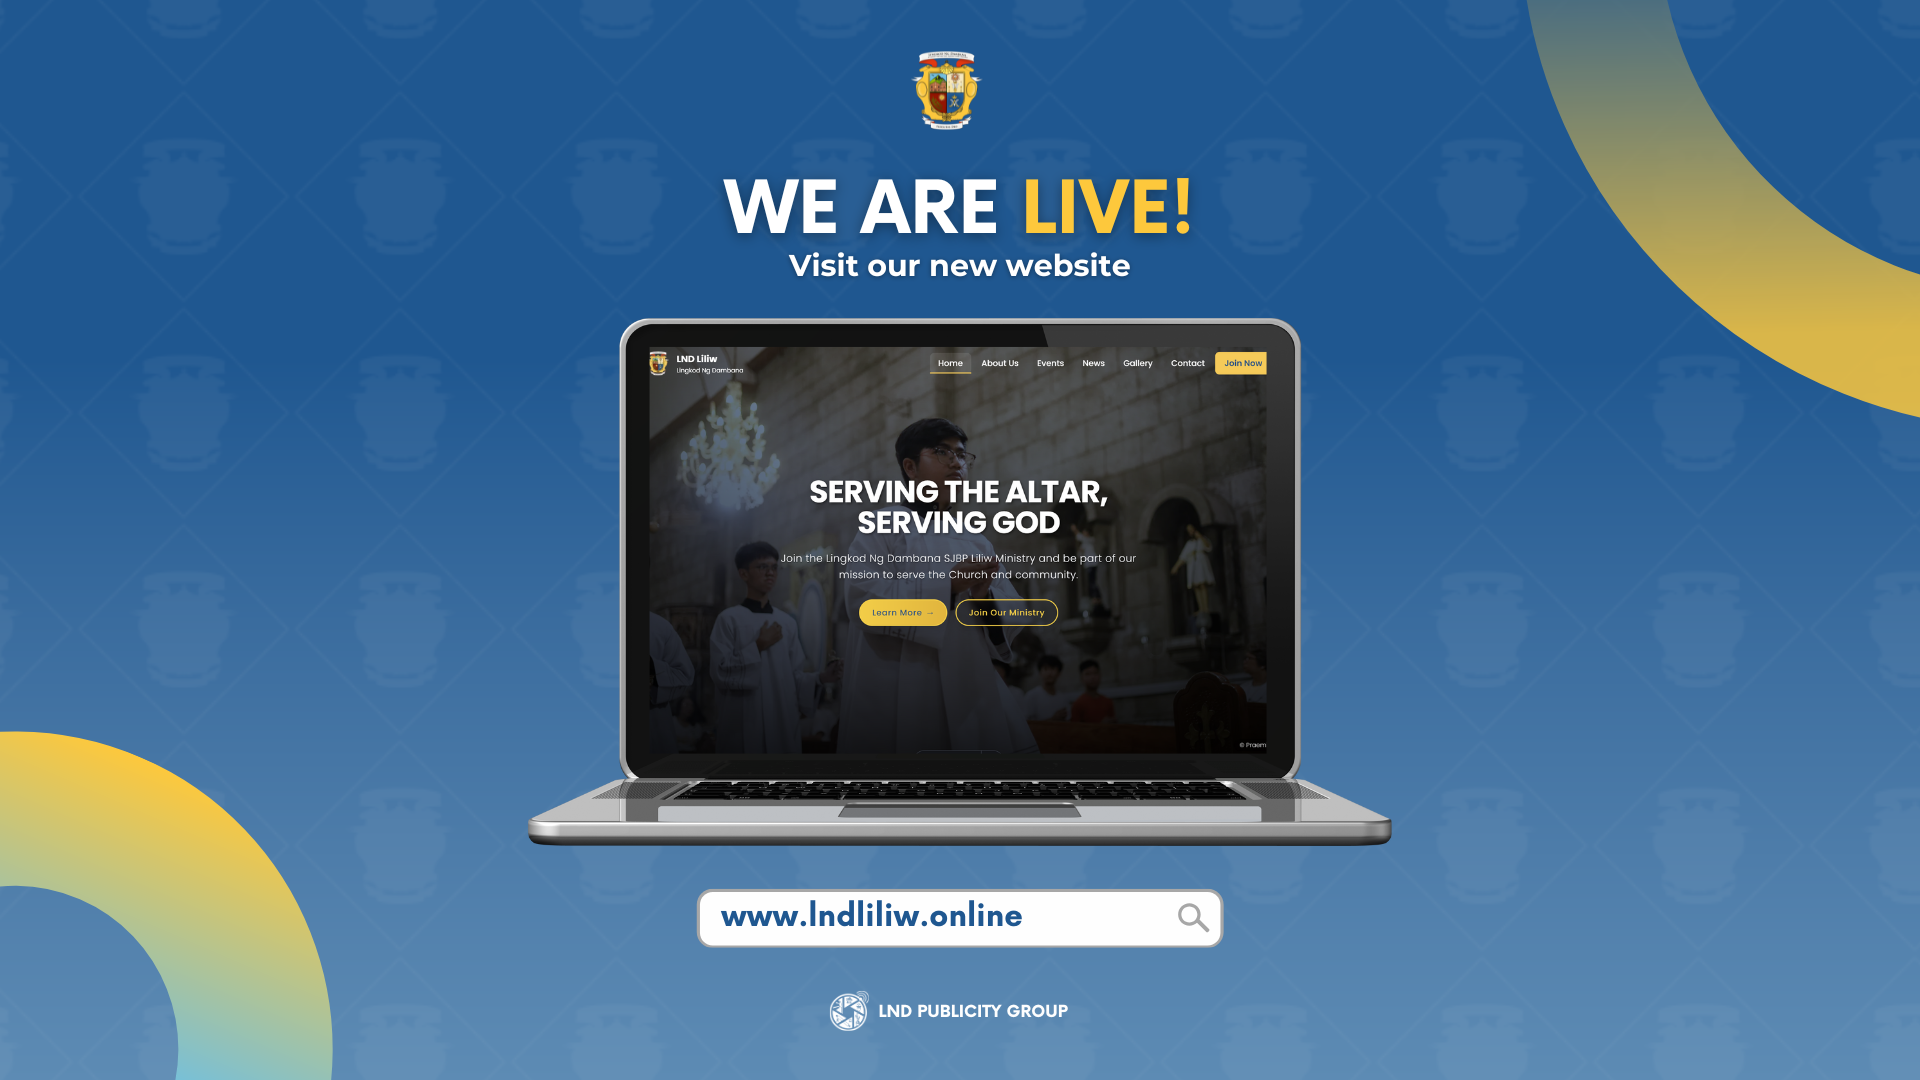 WE ARE LIVE!
Visit our new website
LND Liliw
Lingkod Ng Dambana
Home About Us Events News Gallery Contact Join Now
SERVING THE ALTAR,
SERVING GOD
Join the Lingkod Ng Dambana SJBP Liliw Ministry and be part of our
mission to serve the Church and community.
Learn More → Join Our Ministry
© Praem
www.lndliliw.online
LND PUBLICITY GROUP